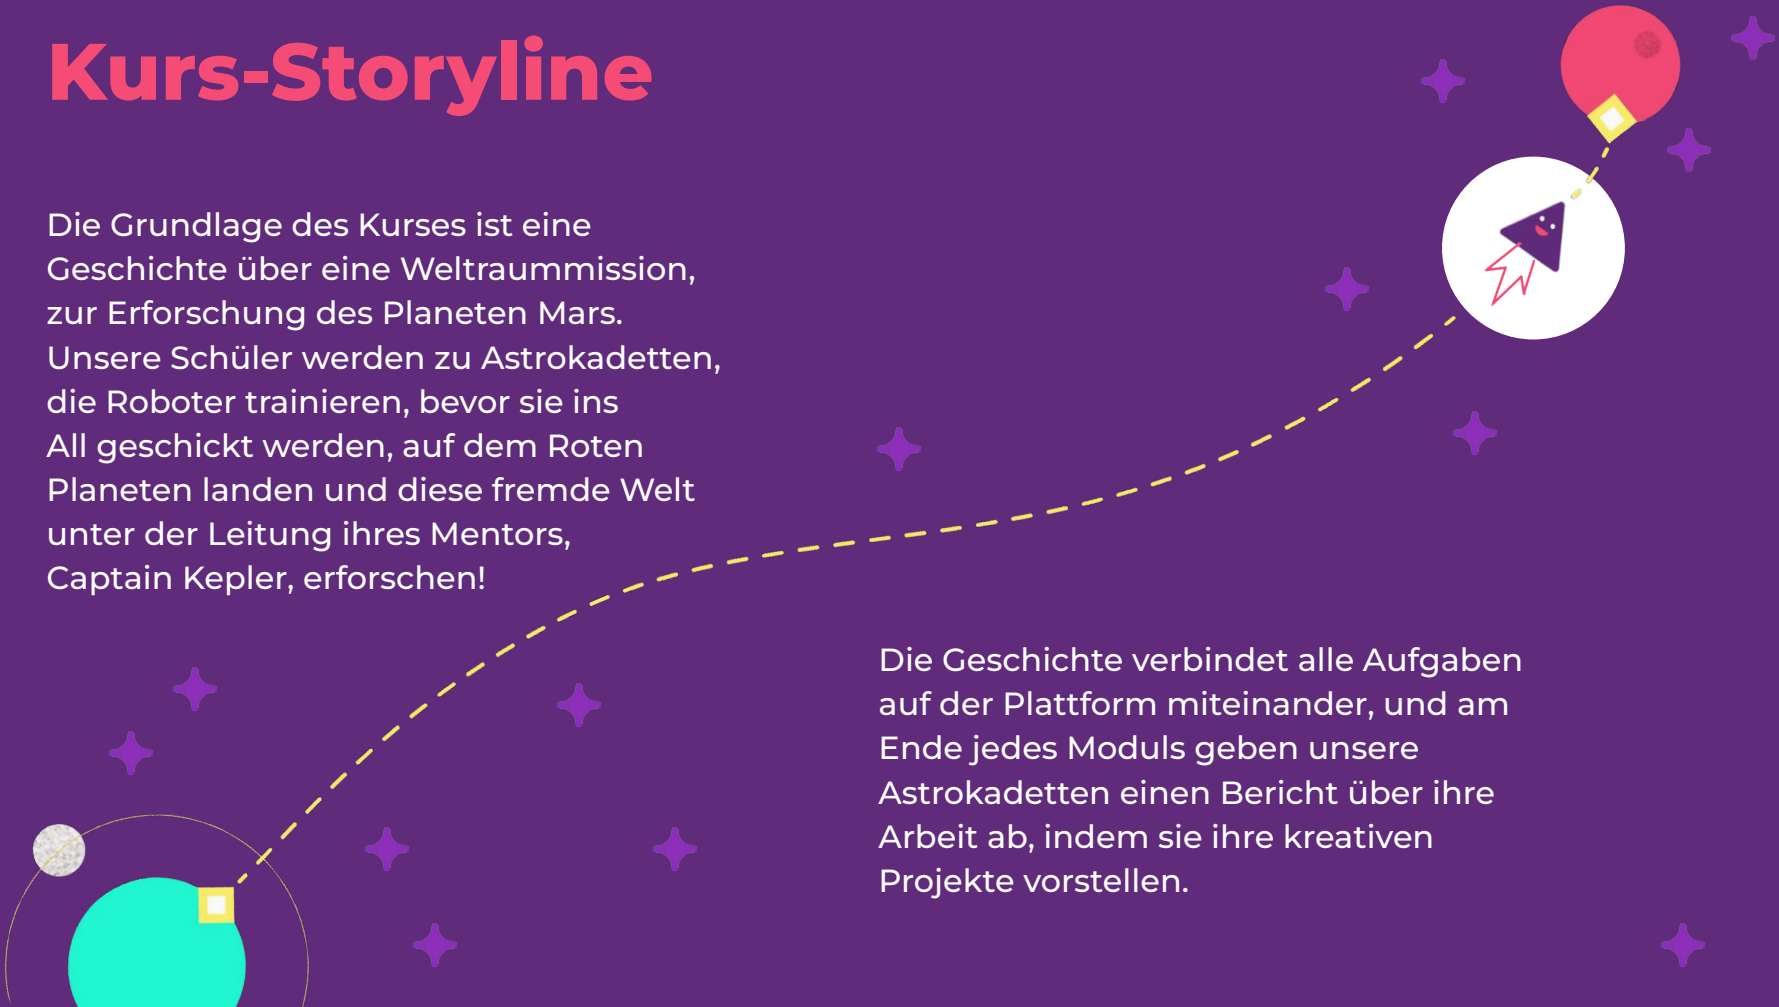 Kurs-Storyline
Die Grundlage des Kurses ist eine
Geschichte über eine Weltraummission,
zur Erforschung des Planeten Mars.
Unsere Schüler werden zu Astrokadetten,
die Roboter trainieren, bevor sie ins
All geschickt werden, auf dem Roten
Planeten landen und diese fremde Welt
unter der Leitung ihres Mentors,
Captain Kepler, erforschen!
Die Geschichte verbindet alle Aufgaben
auf der Plattform miteinander, und am
Ende jedes Moduls geben unsere
Astrokadetten einen Bericht über ihre
Arbeit ab, indem sie ihre kreativen
Projekte vorstellen.